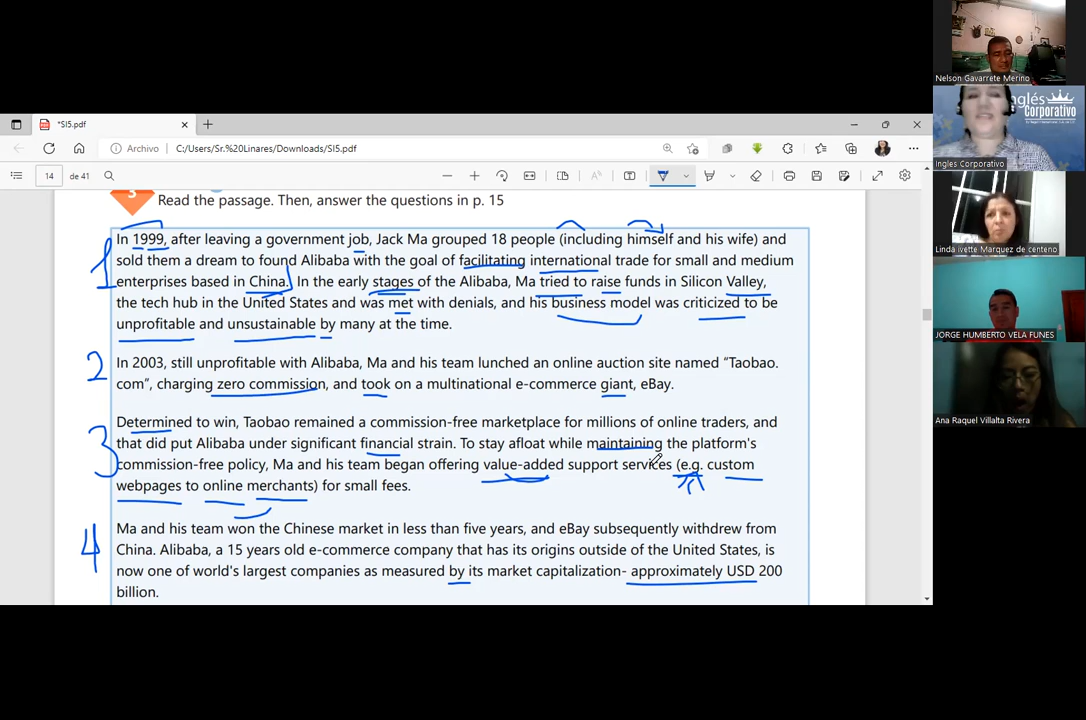 *SI5.pdf
Archivo C:/Users/Sr.%20Linares/Downloads/SI5.pdf
14 de 41
Read the passage. Then, answer the questions in p. 15
1
In 1999, after leaving a government job, Jack Ma grouped 18 people (including himself and his wife) and
sold them a dream to found Alibaba with the goal of facilitating international trade for small and medium
enterprises based in China. In the early stages of the Alibaba, Ma tried to raise funds in Silicon Valley,
the tech hub in the United States and was met with denials, and his business model was criticized to be
unprofitable and unsustainable by many at the time.
2
In 2003, still unprofitable with Alibaba, Ma and his team lunched an online auction site named “Taobao.
com”, charging zero commission, and took on a multinational e-commerce giant, eBay.
3
Determined to win, Taobao remained a commission-free marketplace for millions of online traders, and
that did put Alibaba under significant financial strain. To stay afloat while maintaining the platform's
commission-free policy, Ma and his team began offering value-added support services (e.g. custom
webpages to online merchants) for small fees.
4
Ma and his team won the Chinese market in less than five years, and eBay subsequently withdrew from
China. Alibaba, a 15 years old e-commerce company that has its origins outside of the United States, is
now one of world's largest companies as measured by its market capitalization- approximately USD 200
billion.
Nelson Gavarrete Merino
Inglés
Corporativo
Ingles Corporativo
Linda ivette Marquez de centeno
JORGE HUMBERTO VELA FUNES
Ana Raquel Villalta Rivera